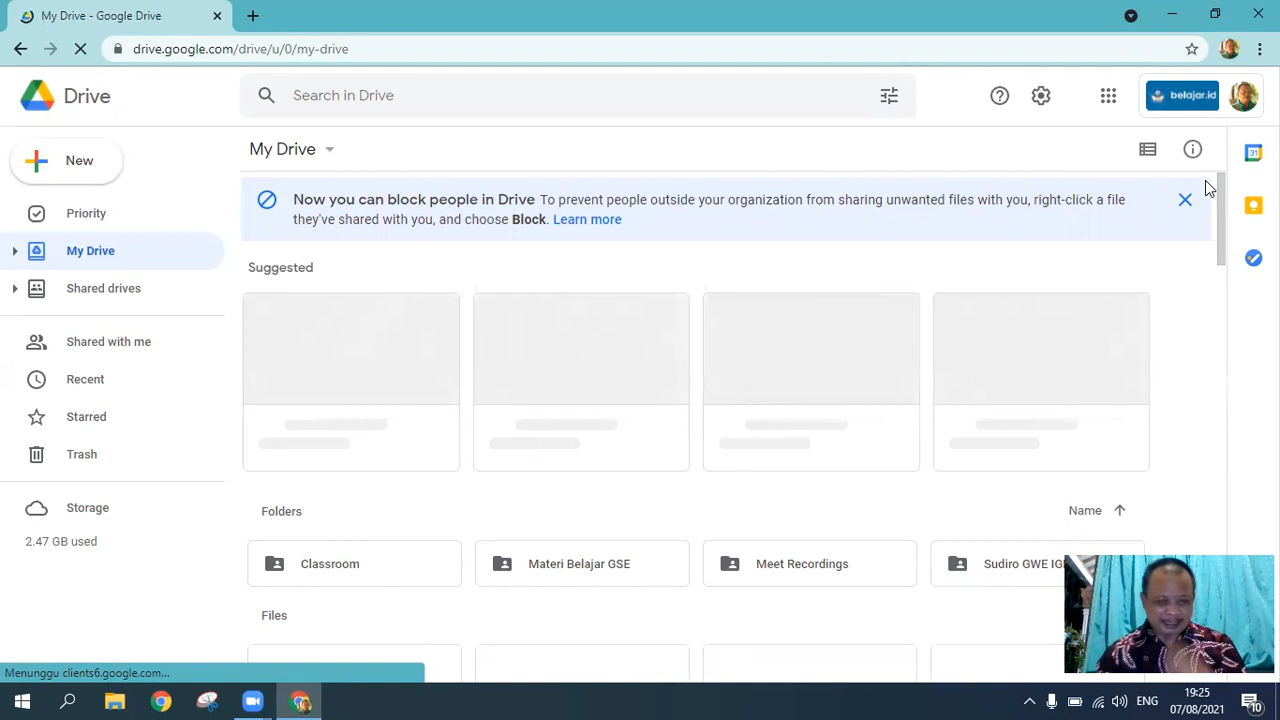 My Drive - Google Drive
drive.google.com/drive/u/0/my-drive
Drive
Search in Drive
belajar.id
New
My Drive
Now you can block people in Drive To prevent people outside your organization from sharing unwanted files with you, right-click a file
they've shared with you, and choose Block. Learn more
31
Priority
My Drive
Shared drives
Shared with me
Recent
Starred
Trash
Storage
2.47 GB used
Suggested
Folders
Name
Classroom
Materi Belajar GSE
Meet Recordings
Sudiro GWE IG
Files
Menunggu clients6.google.com...
ENG
19:25
07/08/2021
10